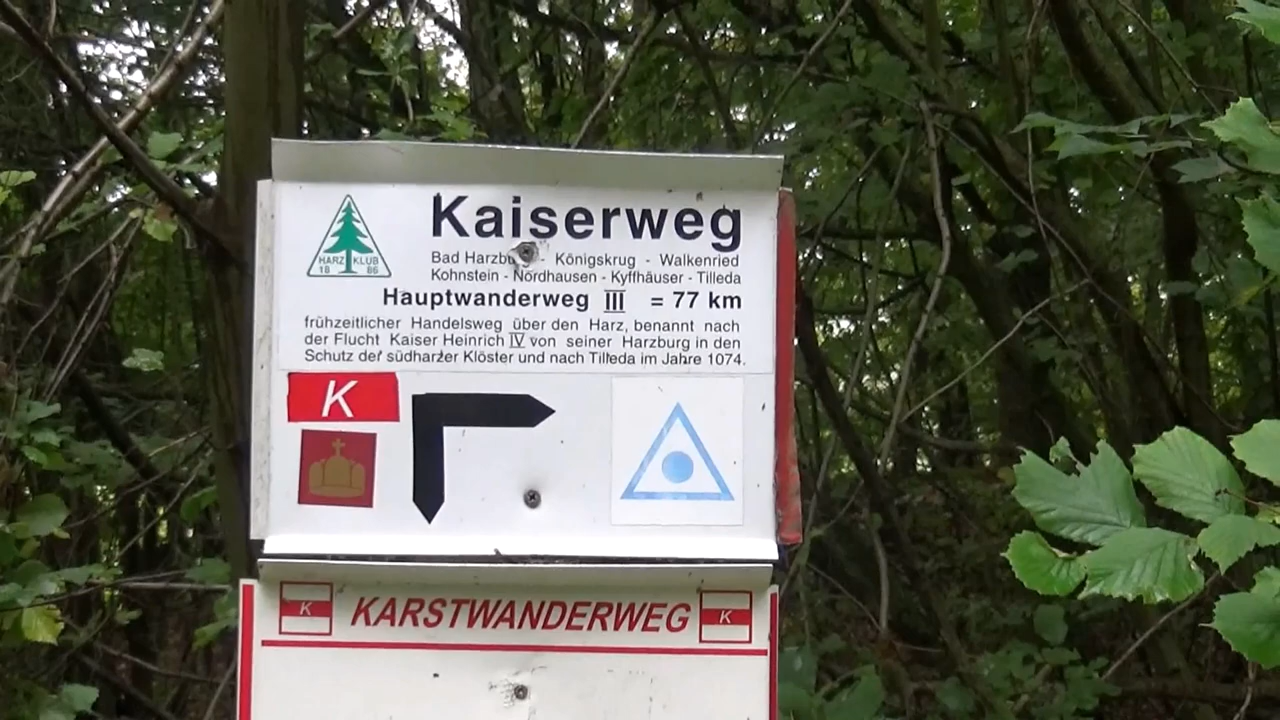 Kaiserweg
HARZ KLUB
18 86
Bad Harzburg - Königskrug - Walkenried
Kohnstein - Nordhausen - Kyffhäuser - Tilleda
Hauptwanderweg III = 77 km
frühzeitlicher Handelsweg über den Harz, benannt nach
der Flucht Kaiser Heinrich IV von seiner Harzburg in den
Schutz der südharzer Klöster und nach Tilleda im Jahre 1074.
K
K KARSTWANDERWEG K